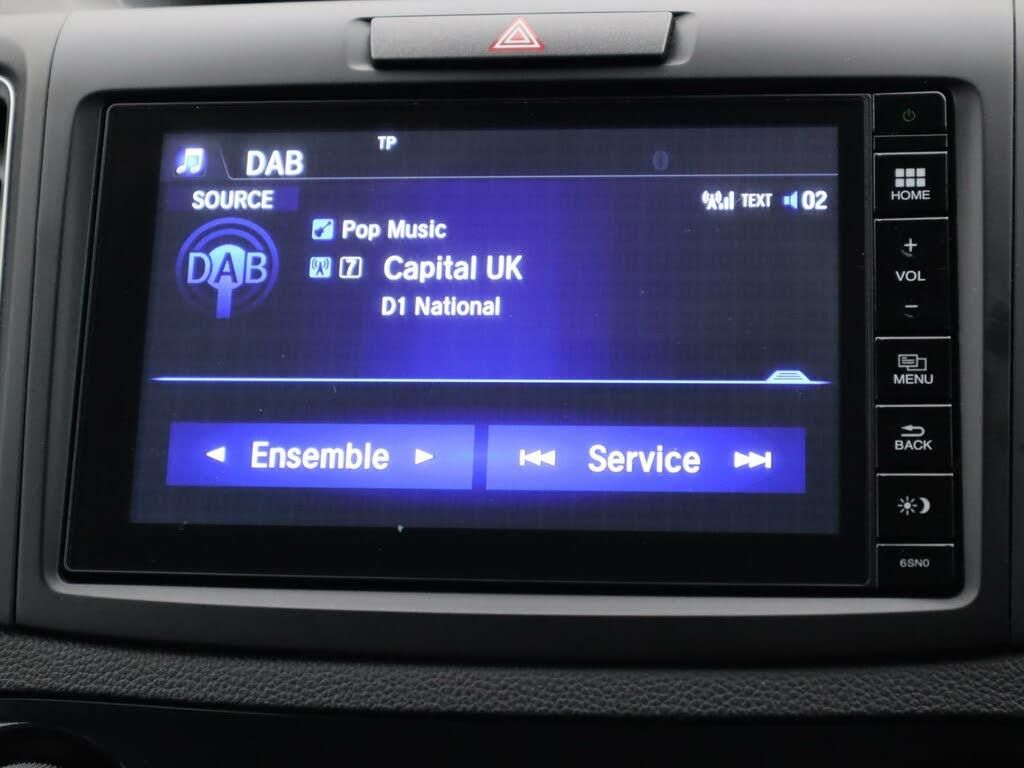 TP
DAB
SOURCE
TEXT 02
DAB
Pop Music
7 Capital UK
D1 National
Ensemble
Service
HOME
+
VOL
−
MENU
BACK
6SN0